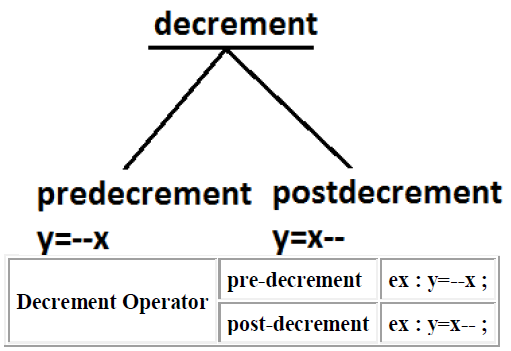 decrement
predecrement postdecrement
y=--x y=x--
Decrement Operator
pre-decrement ex : y=--x ;
post-decrement ex : y=x-- ;